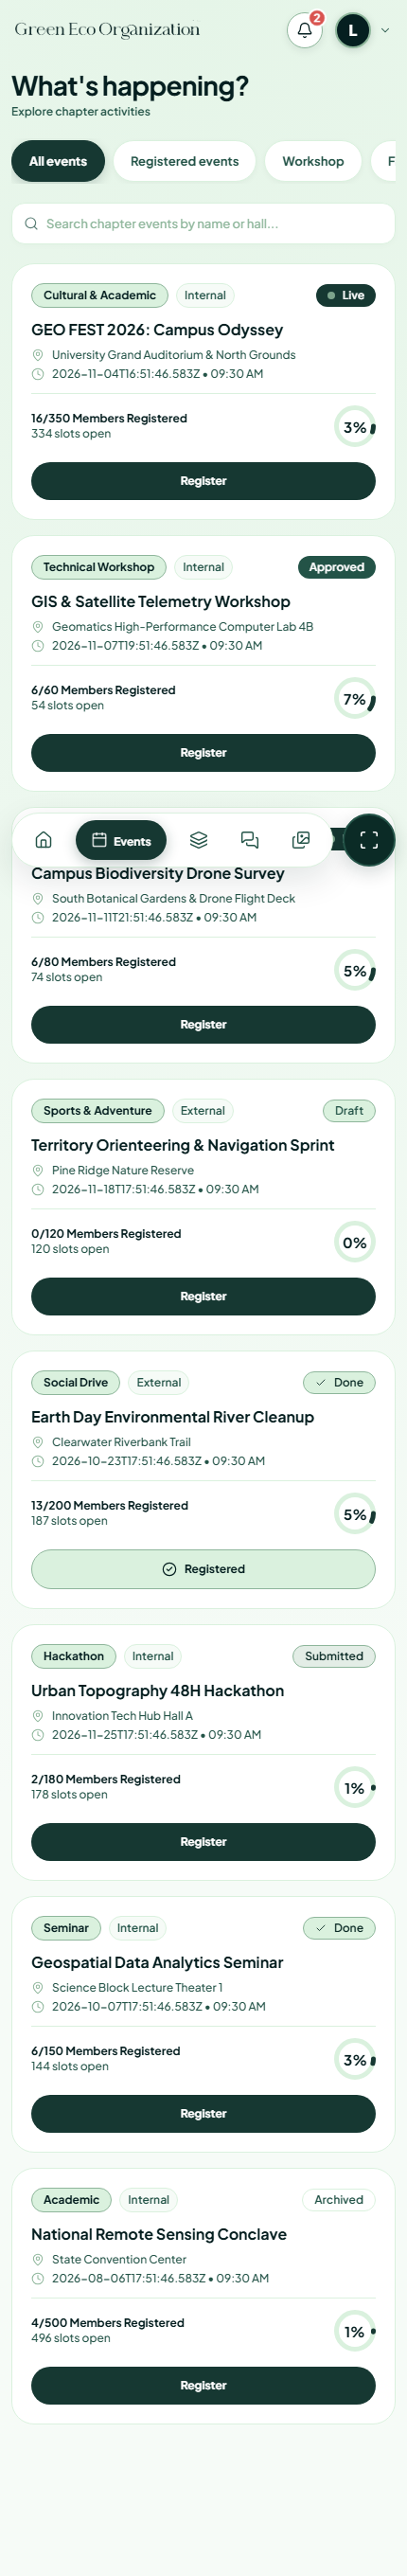 Green Eco Organization
2
L
What's happening?
Explore chapter activities
All events
Registered events
Workshop
F
Search chapter events by name or hall...
Cultural & Academic
Internal
Live
GEO FEST 2026: Campus Odyssey
University Grand Auditorium & North Grounds
2026-11-04T16:51:46.583Z • 09:30 AM
16/350 Members Registered
334 slots open
3%
Register
Technical Workshop
Internal
Approved
GIS & Satellite Telemetry Workshop
Geomatics High-Performance Computer Lab 4B
2026-11-07T19:51:46.583Z • 09:30 AM
6/60 Members Registered
54 slots open
7%
Register
Events
Campus Biodiversity Drone Survey
South Botanical Gardens & Drone Flight Deck
2026-11-11T21:51:46.583Z • 09:30 AM
6/80 Members Registered
74 slots open
5%
Register
Sports & Adventure
External
Draft
Territory Orienteering & Navigation Sprint
Pine Ridge Nature Reserve
2026-11-18T17:51:46.583Z • 09:30 AM
0/120 Members Registered
120 slots open
0%
Register
Social Drive
External
Done
Earth Day Environmental River Cleanup
Clearwater Riverbank Trail
2026-10-23T17:51:46.583Z • 09:30 AM
13/200 Members Registered
187 slots open
5%
Registered
Hackathon
Internal
Submitted
Urban Topography 48H Hackathon
Innovation Tech Hub Hall A
2026-11-25T17:51:46.583Z • 09:30 AM
2/180 Members Registered
178 slots open
1%
Register
Seminar
Internal
Done
Geospatial Data Analytics Seminar
Science Block Lecture Theater 1
2026-10-07T17:51:46.583Z • 09:30 AM
6/150 Members Registered
144 slots open
3%
Register
Academic
Internal
Archived
National Remote Sensing Conclave
State Convention Center
2026-08-06T17:51:46.583Z • 09:30 AM
4/500 Members Registered
496 slots open
1%
Register